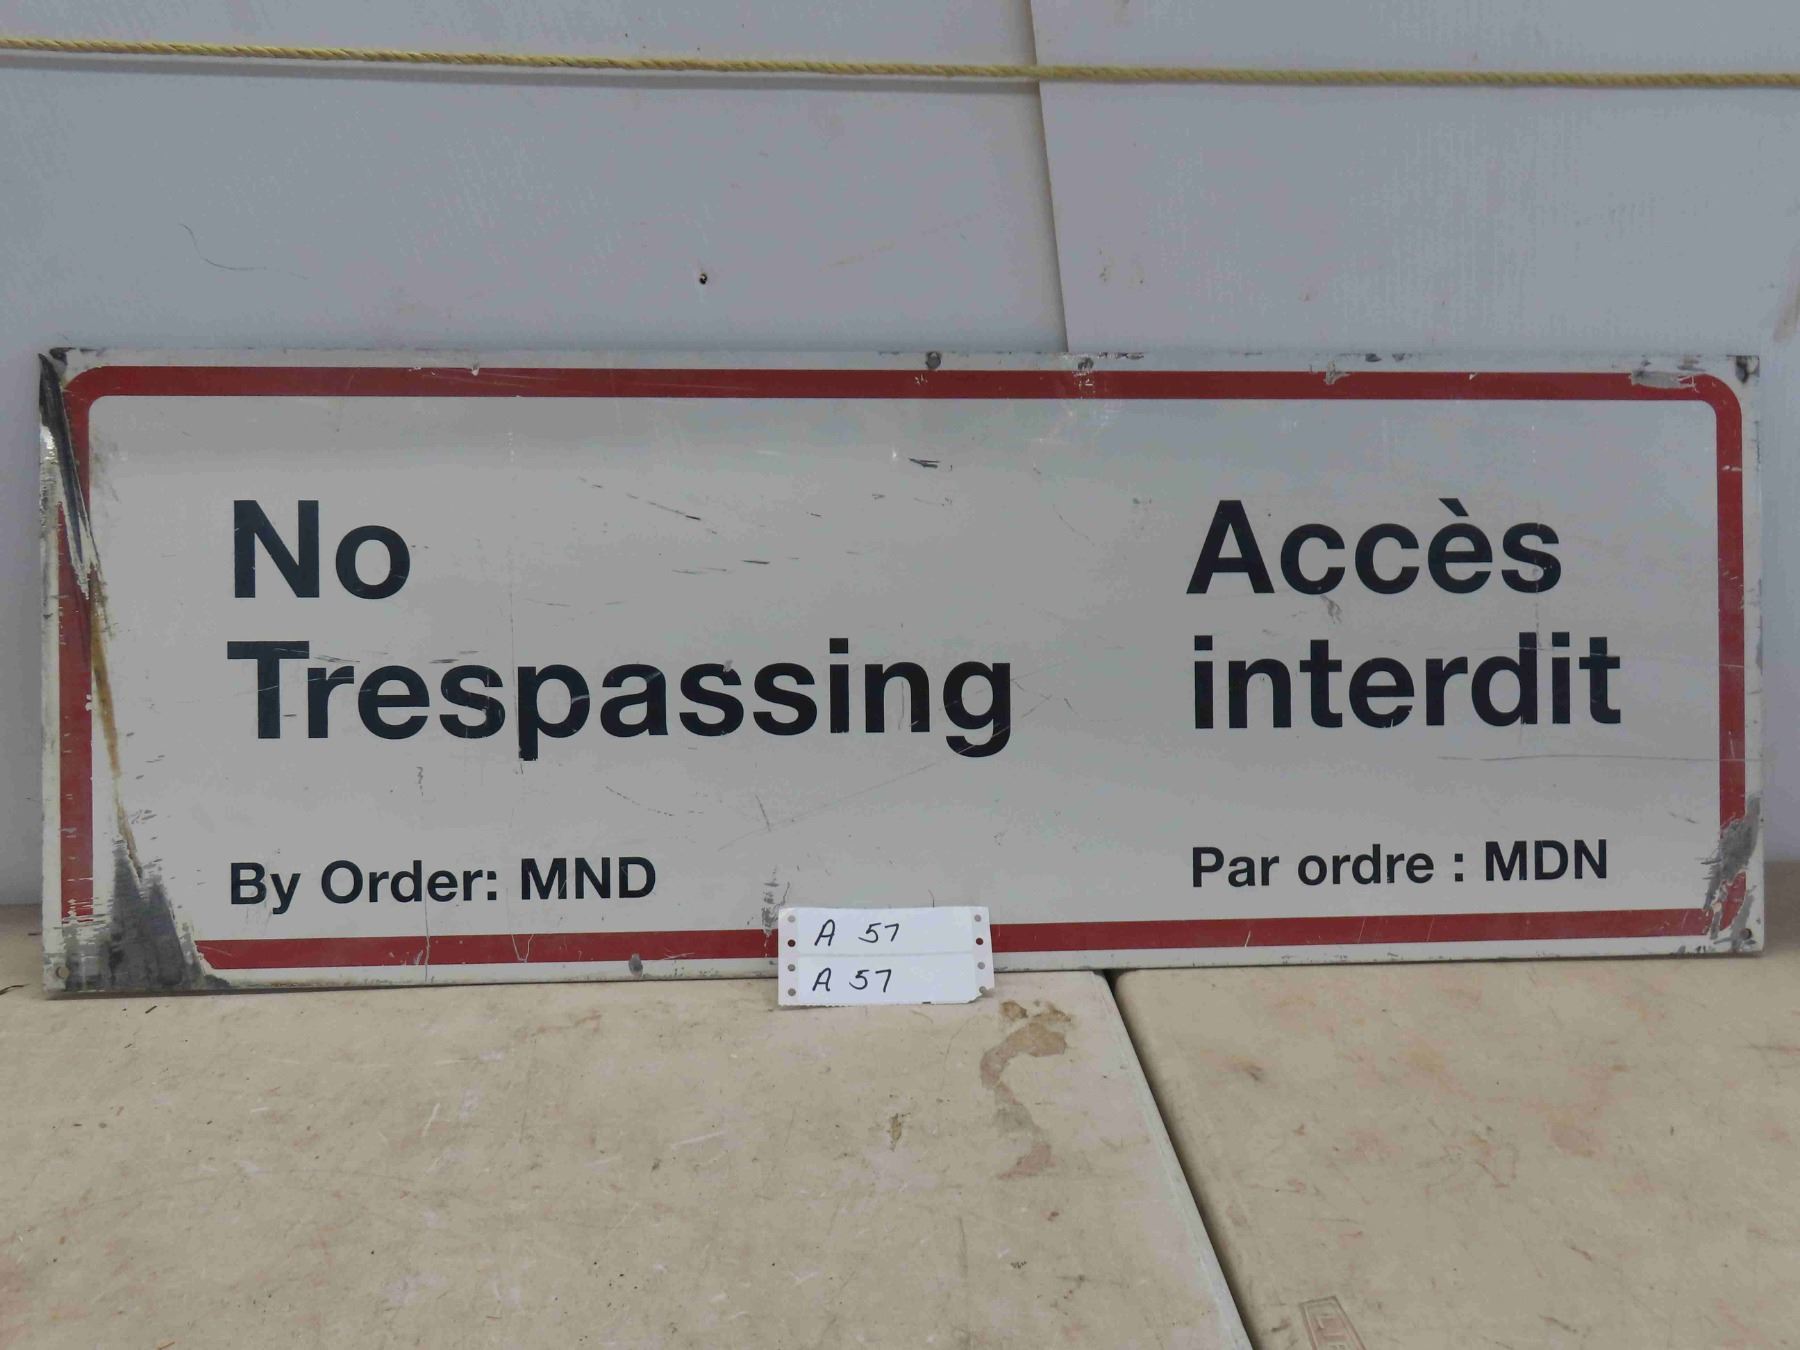 No
Trespassing
By Order: MND
Accès
interdit
Par ordre : MDN
A 57
A 57